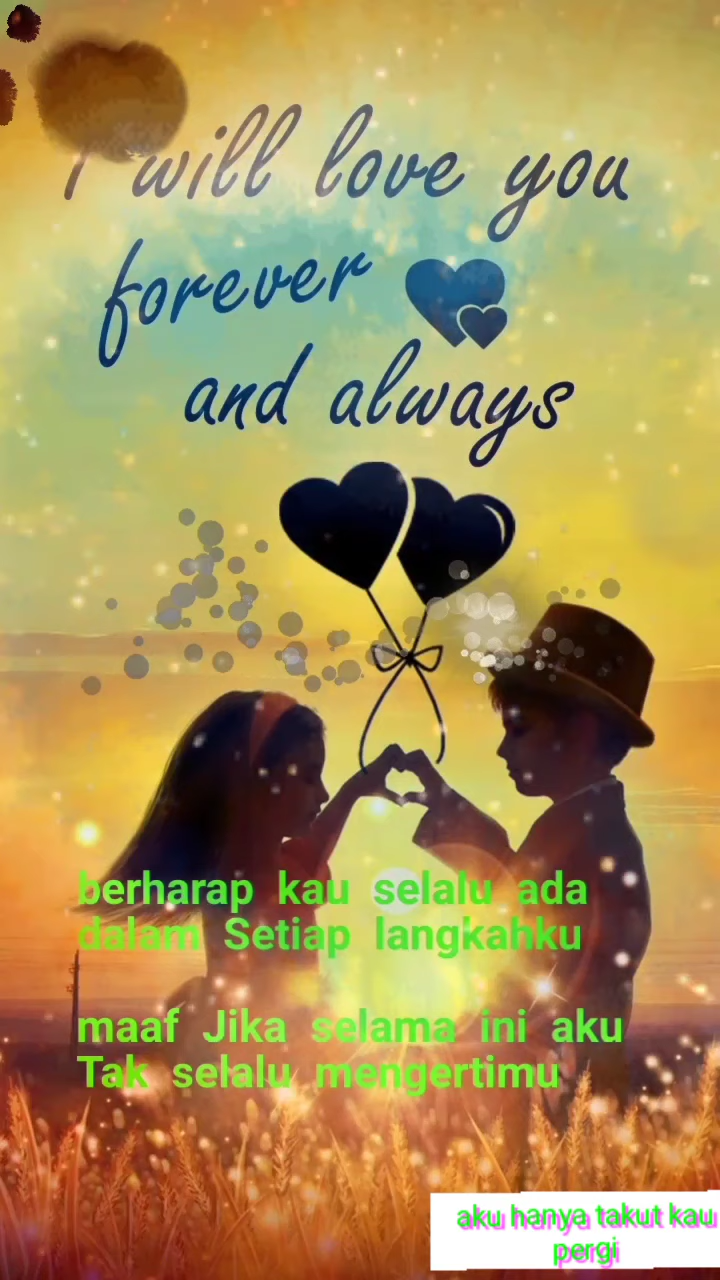 I will love you
forever
and always
berharap kau selalu ada
dalam Setiap langkahku
maaf Jika selama ini aku
Tak selalu mengertimu
aku hanya takut kau
pergi